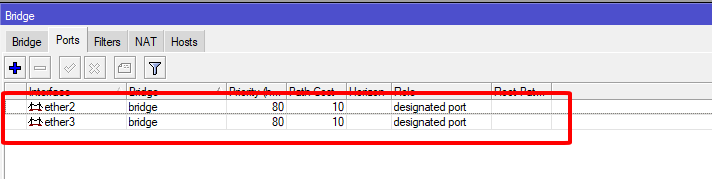 Bridge
Bridge Ports Filters NAT Hosts
Interface Bridge Priority (h... Path Cost Horizon Role Root Pat...
ether2 bridge 80 10 designated port
ether3 bridge 80 10 designated port